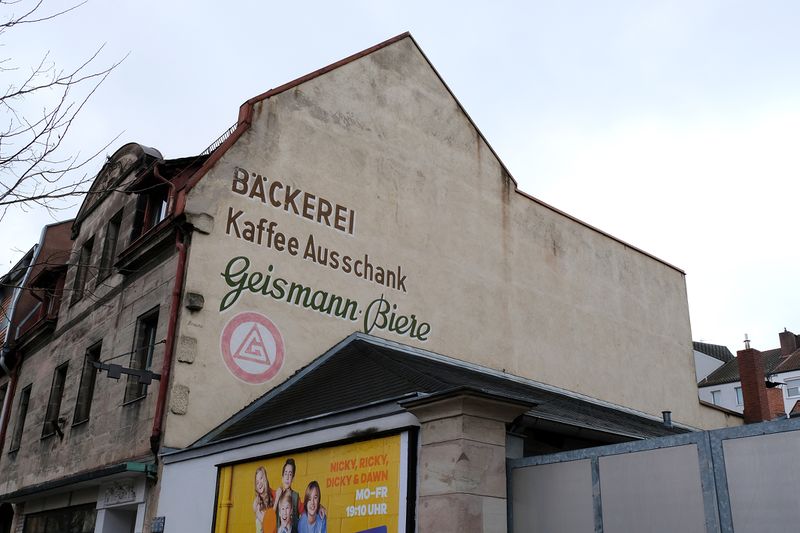 BÄCKEREI
Kaffee Ausschank
Geismann-Biere
G
NICKY, RICKY,
DICKY & DAWN
MO-FR
19:10 UHR